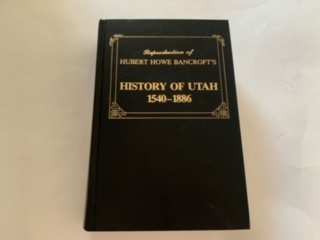 Reproduction of
HUBERT HOWE BANCROFT'S
HISTORY OF UTAH
1540–1886